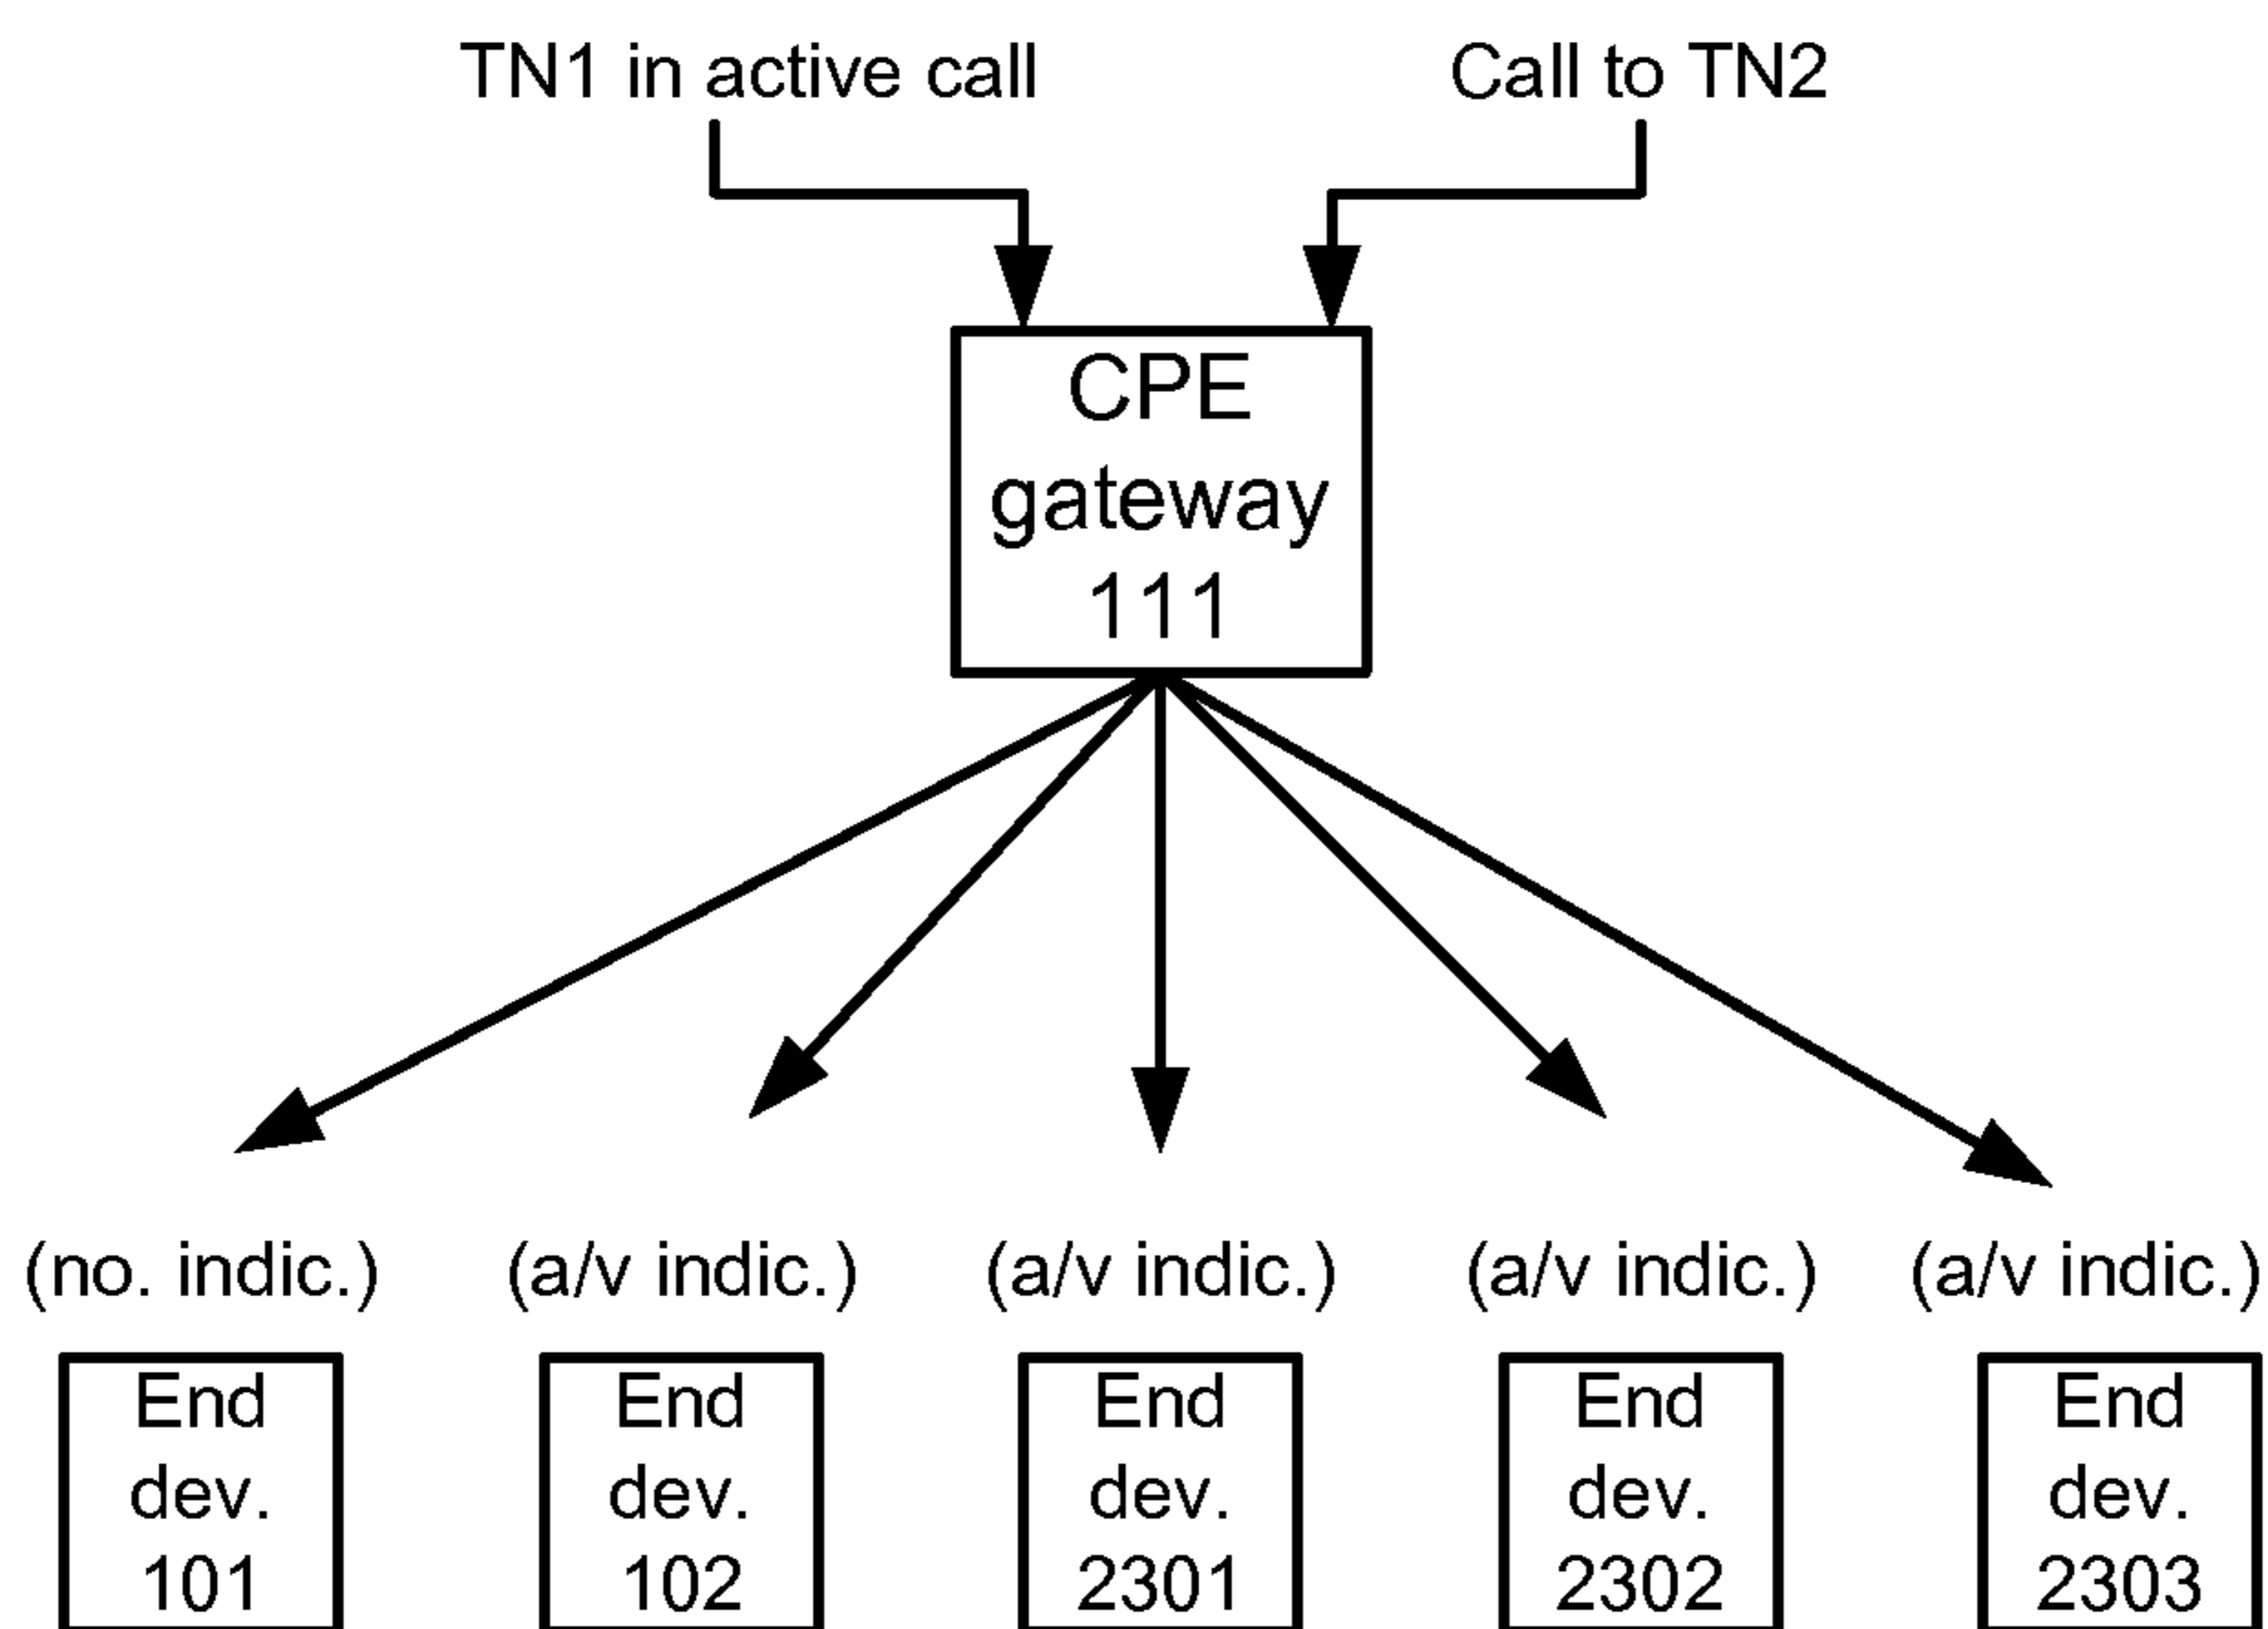 TN1 in active call
Call to TN2
CPE
gateway
111
(no. indic.)
(a/v indic.)
(a/v indic.)
(a/v indic.)
(a/v indic.)
End
dev.
101
End
dev.
102
End
dev.
2301
End
dev.
2302
End
dev.
2303